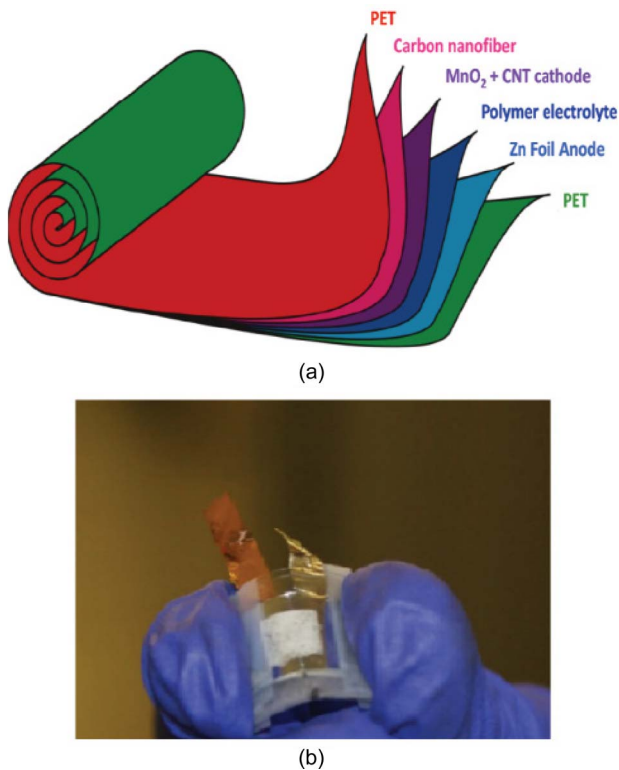 PET
Carbon nanofiber
MnO₂ + CNT cathode
Polymer electrolyte
Zn Foil Anode
PET
(a)
(b)